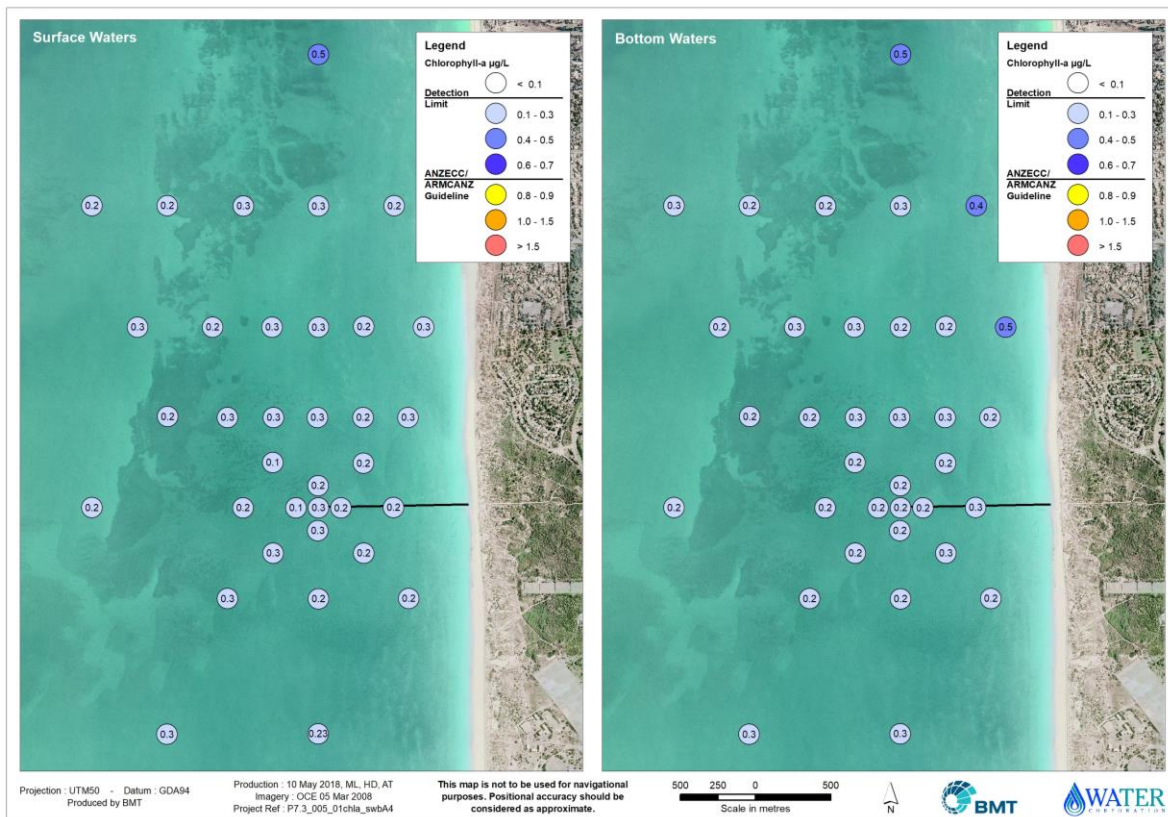 Surface Waters
0.5
Legend
Chlorophyll-a µg/L
< 0.1
Detection
Limit
0.1 - 0.3
0.4 - 0.5
0.6 - 0.7
ANZECC/
ARMCANZ
Guideline
0.8 - 0.9
1.0 - 1.5
> 1.5
0.2 0.2 0.3 0.3 0.2
0.3 0.2 0.3 0.3 0.2 0.3
0.2 0.3 0.3 0.3 0.2 0.3
0.1 0.2
0.2
0.2 0.2 0.1 0.3 0.2 0.2
0.3
0.3 0.2
0.3 0.2 0.2
0.3 0.23
Bottom Waters
0.5
Legend
Chlorophyll-a µg/L
< 0.1
Detection
Limit
0.1 - 0.3
0.4 - 0.5
0.6 - 0.7
ANZECC/
ARMCANZ
Guideline
0.8 - 0.9
1.0 - 1.5
> 1.5
0.3 0.2 0.2 0.3 0.4
0.2 0.3 0.3 0.2 0.2 0.5
0.2 0.2 0.3 0.3 0.3 0.2
0.2 0.2
0.2
0.2 0.2 0.2 0.2 0.2 0.3
0.2
0.2 0.3
0.2 0.2 0.2
0.3 0.3
Projection : UTM50 - Datum : GDA94
Produced by BMT
Production : 10 May 2018, ML, HD, AT
Imagery : OCE 05 Mar 2008
Project Ref : P7.3_005_01chla_swbA4
This map is not to be used for navigational
purposes. Positional accuracy should be
considered as approximate.
500 250 0 500
Scale in metres
N
BMT
WATER
CORPORATION